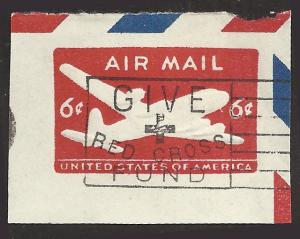 AIR MAIL
GIVE
6¢ 6¢
RED CROSS
UNITED STATES OF AMERICA
FUND